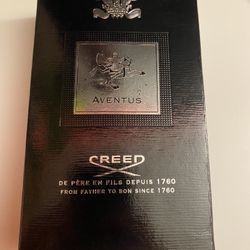 AVENTUS
CREED
DE PÈRE EN FILS DEPUIS 1760
FROM FATHER TO SON SINCE 1760